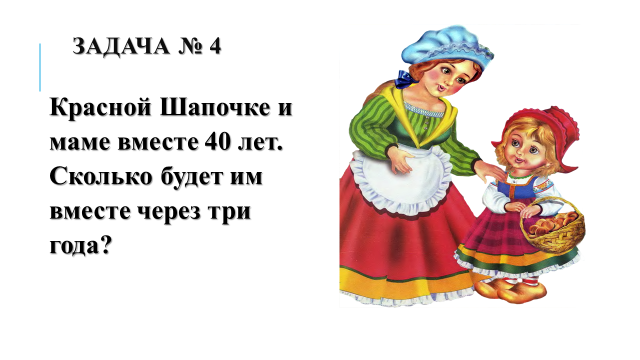 ЗАДАЧА № 4
Красной Шапочке и
маме вместе 40 лет.
Сколько будет им
вместе через три
года?